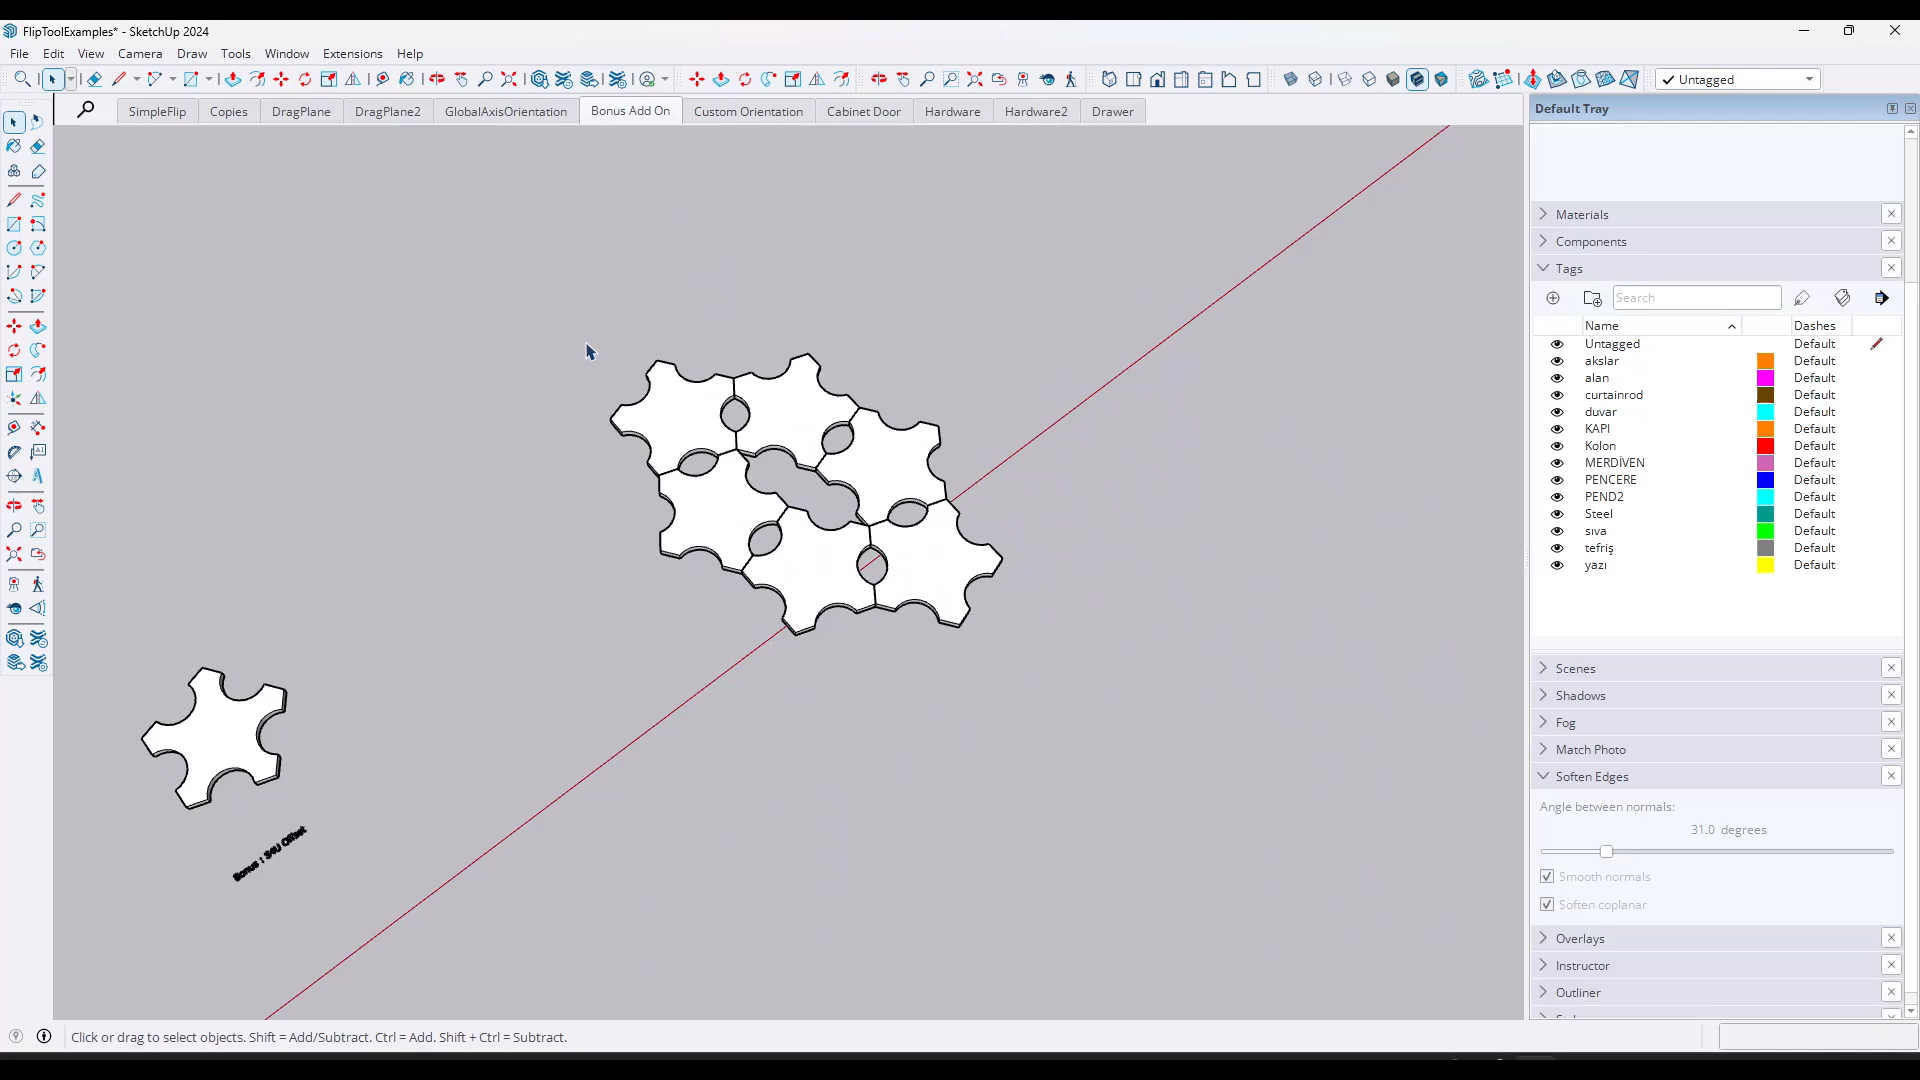 FlipToolExamples* - SketchUp 2024
File Edit View Camera Draw Tools Window Extensions Help
Untagged
SimpleFlip Copies DragPlane DragPlane2 GlobalAxisOrientation Bonus Add On Custom Orientation Cabinet Door Hardware Hardware2 Drawer
Default Tray
Materials
Components
Tags
Search
Name Dashes
Untagged Default
akslar Default
alan Default
curtainrod Default
duvar Default
KAPI Default
Kolon Default
MERDİVEN Default
PENCERE Default
PEND2 Default
Steel Default
sıva Default
tefriş Default
yazı Default
Scenes
Shadows
Fog
Match Photo
Soften Edges
Angle between normals:
31.0 degrees
Smooth normals
Soften coplanar
Overlays
Instructor
Outliner
Bonus : S4U Offset
Click or drag to select objects. Shift = Add/Subtract. Ctrl = Add. Shift + Ctrl = Subtract.